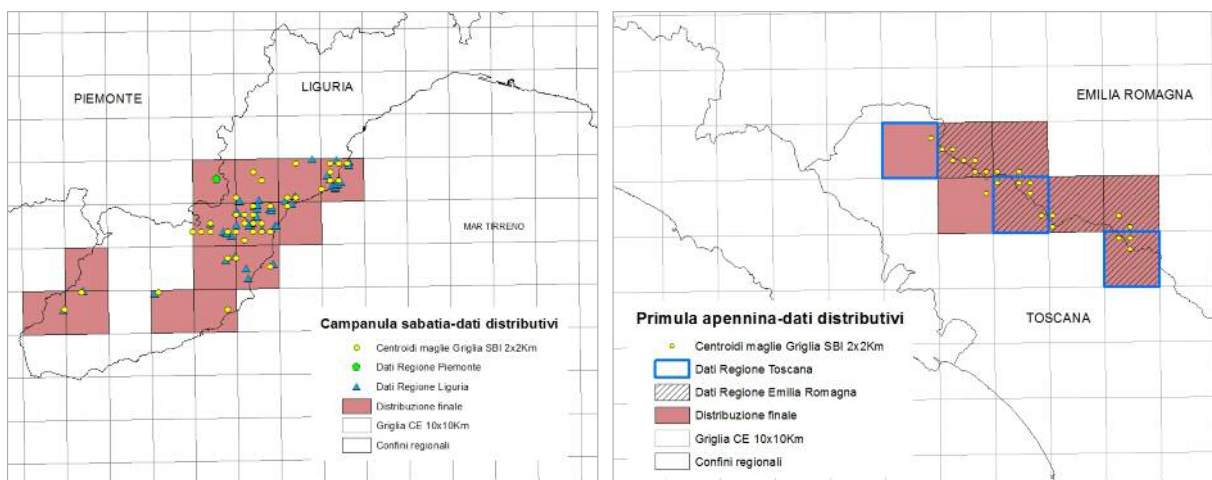 PIEMONTE
LIGURIA
MAR TIRRENO
Campanula sabatia-dati distributivi
Centroidi maglie Griglia SBI 2x2Km
Dati Regione Piemonte
Dati Regione Liguria
Distribuzione finale
Griglia CE 10x10Km
Confini regionali
EMILIA ROMAGNA
TOSCANA
Primula apennina-dati distributivi
Centroidi maglie Griglia SBI 2x2Km
Dati Regione Toscana
Dati Regione Emilia Romagna
Distribuzione finale
Griglia CE 10x10Km
Confini regionali